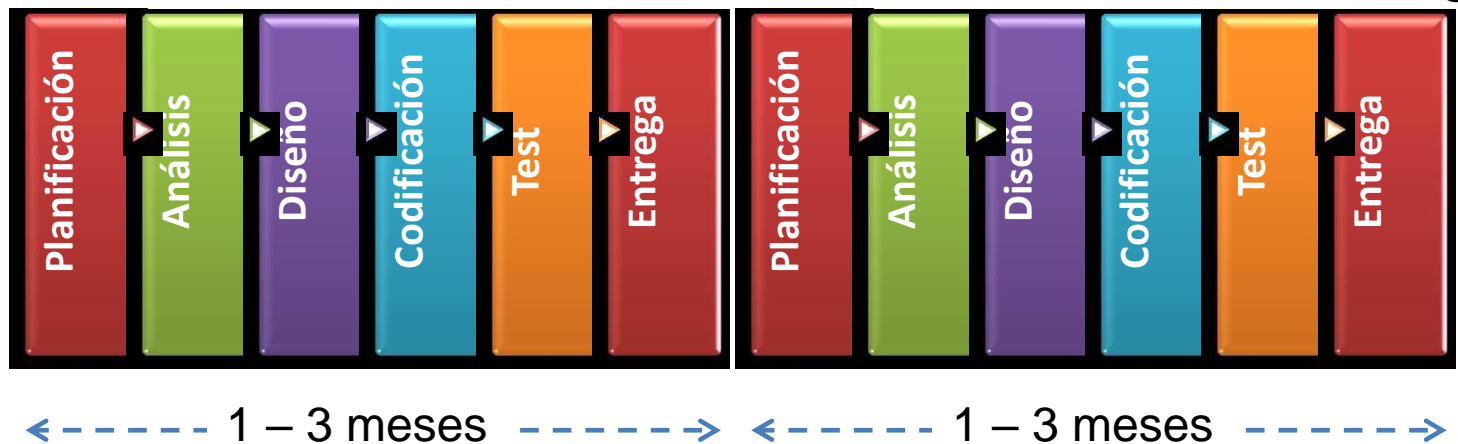 Planificación
Análisis
Diseño
Codificación
Test
Entrega
Planificación
Análisis
Diseño
Codificación
Test
Entrega
1 – 3 meses
1 – 3 meses